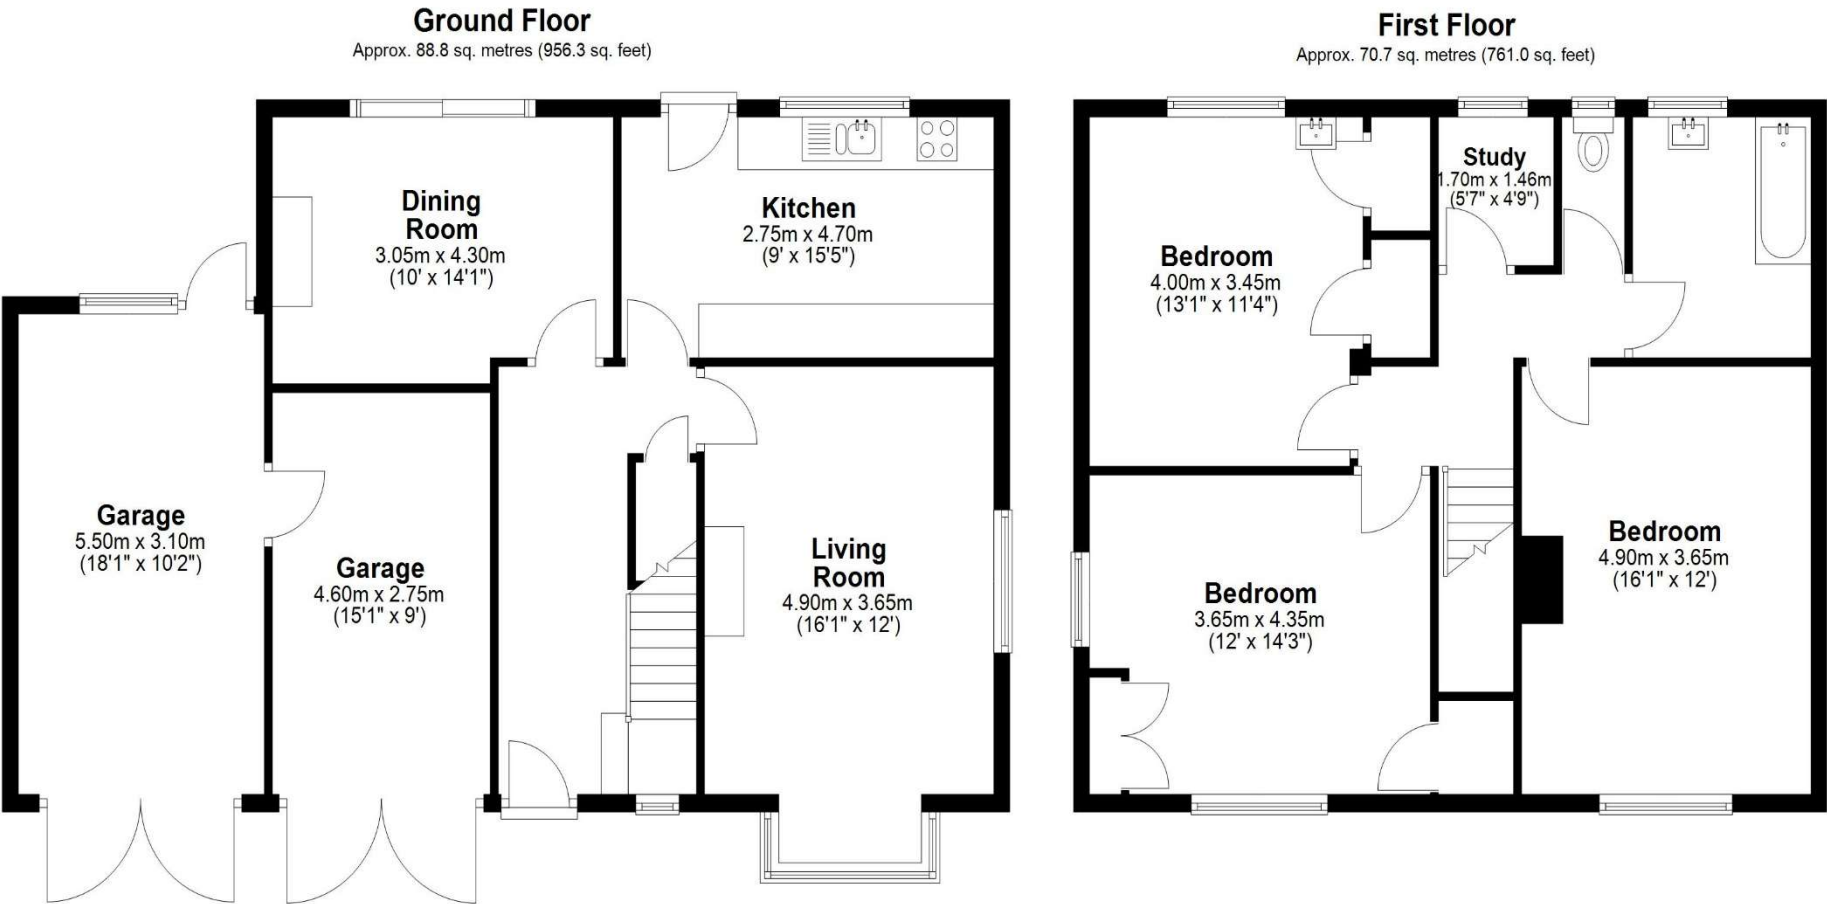 Ground Floor
Approx. 88.8 sq. metres (956.3 sq. feet)
Dining
Room
3.05m x 4.30m
(10' x 14'1")
Kitchen
2.75m x 4.70m
(9' x 15'5")
Garage
5.50m x 3.10m
(18'1" x 10'2")
Garage
4.60m x 2.75m
(15'1" x 9')
Living
Room
4.90m x 3.65m
(16'1" x 12')
First Floor
Approx. 70.7 sq. metres (761.0 sq. feet)
Study
1.70m x 1.46m
(5'7" x 4'9")
Bedroom
4.00m x 3.45m
(13'1" x 11'4")
Bedroom
4.90m x 3.65m
(16'1" x 12')
Bedroom
3.65m x 4.35m
(12' x 14'3")